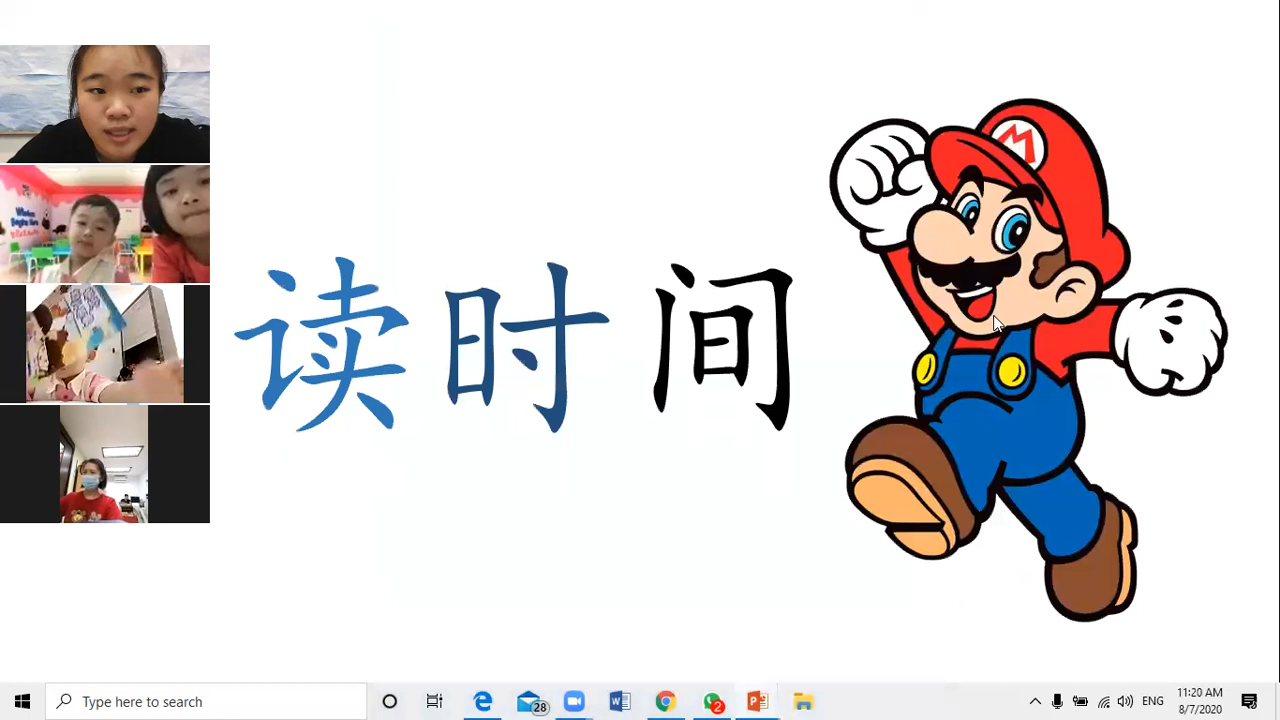 读时间
M
Type here to search
28
2
ENG
11:20 AM
8/7/2020